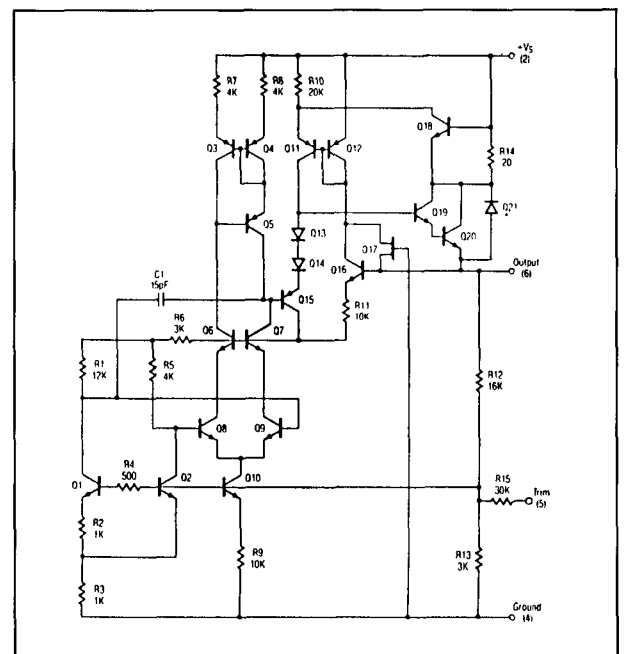 +VS
(2)
R7
4K
R8
4K
R10
20K
Q18
R14
20
Q3
Q4
Q11
Q12
Q5
Q19
Q20
Q21
Q13
Q14
Q17
Output
(6)
Q16
C1
15pF
Q15
R6
3K
Q6
Q7
R11
10K
R1
12K
R5
4K
R12
16K
Q8
Q9
Q1
R4
500
Q2
Q10
R15
30K
Trim
(5)
R2
1K
R9
10K
R13
3K
R3
1K
Ground
(4)